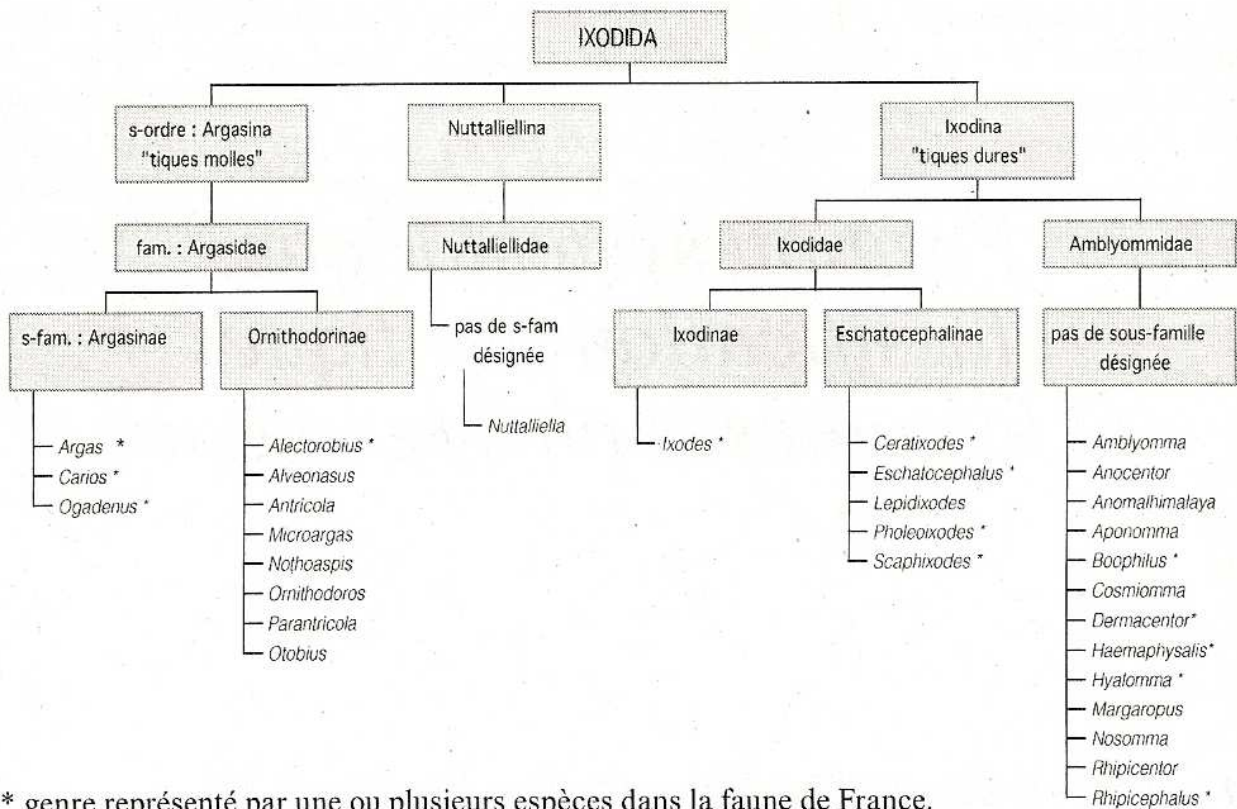 IXODIDA
s-ordre : Argasina
"tiques molles"
Nuttalliellina
Ixodina
"tiques dures"
fam. : Argasidae
Nuttalliellidae
Ixodidae
Amblyommidae
s-fam. : Argasinae
Ornithodorinae
pas de s-fam
désignée
Ixodinae
Eschatocephalinae
pas de sous-famille
désignée
Argas *
Carios *
Ogadenus *
Alectorobius *
Alveonasus
Antricola
Microargas
Nothoaspis
Ornithodoros
Parantricola
Otobius
Nuttalliella
Ixodes *
Ceratixodes *
Eschatocephalus *
Lepidixodes
Pholeoixodes *
Scaphixodes *
Amblyomma
Anocentor
Anomalhimalaya
Aponomma
Boophilus *
Cosmiomma
Dermacentor*
Haemaphysalis*
Hyalomma *
Margaropus
Nosomma
Rhipicentor
Rhipicephalus *
* genre représenté par une ou plusieurs espèces dans la faune de France.